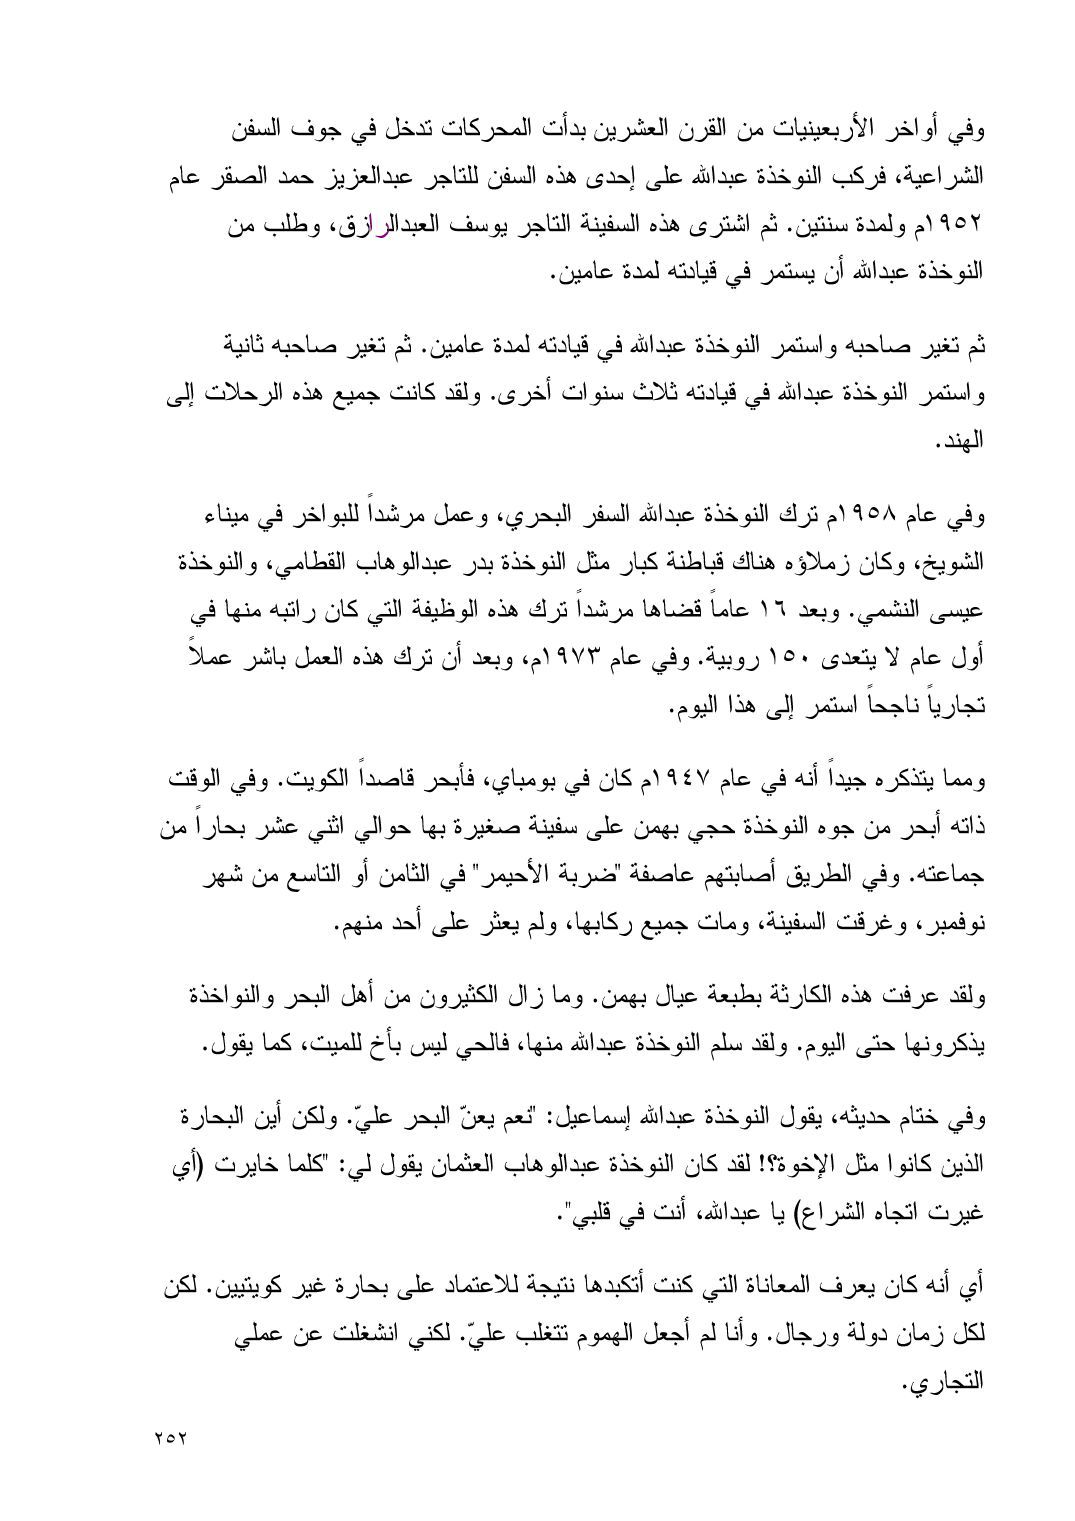 وفي أواخر الأربعينيات من القرن العشرين بدأت المحركات تدخل في جوف السفن
الشراعية، فركب النوخذة عبدالله على إحدى هذه السفن للتاجر عبدالعزيز حمد الصقر عام
١٩٥٢م ولمدة سنتين. ثم اشترى هذه السفينة التاجر يوسف العبدالرازق، وطلب من
النوخذة عبدالله أن يستمر في قيادته لمدة عامين.
ثم تغير صاحبه واستمر النوخذة عبدالله في قيادته لمدة عامين. ثم تغير صاحبه ثانية
واستمر النوخذة عبدالله في قيادته ثلاث سنوات أخرى. ولقد كانت جميع هذه الرحلات إلى
الهند.
وفي عام ١٩٥٨م ترك النوخذة عبدالله السفر البحري، وعمل مرشداً للبواخر في ميناء
الشويخ، وكان زملاؤه هناك قباطنة كبار مثل النوخذة بدر عبدالوهاب القطامي، والنوخذة
عيسى النشمي. وبعد ١٦ عاماً قضاها مرشداً ترك هذه الوظيفة التي كان راتبه منها في
أول عام لا يتعدى ١٥٠ روبية. وفي عام ١٩٧٣م، وبعد أن ترك هذه العمل باشر عملاً
تجارياً ناجحاً استمر إلى هذا اليوم.
ومما يتذكره جيداً أنه في عام ١٩٤٧م كان في بومباي، فأبحر قاصداً الكويت. وفي الوقت
ذاته أبحر من جوه النوخذة حجي بهمن على سفينة صغيرة بها حوالي اثني عشر بحاراً من
جماعته. وفي الطريق أصابتهم عاصفة "ضربة الأحيمر" في الثامن أو التاسع من شهر
نوفمبر، وغرقت السفينة، ومات جميع ركابها، ولم يعثر على أحد منهم.
ولقد عرفت هذه الكارثة بطبعة عيال بهمن. وما زال الكثيرون من أهل البحر والنواخذة
يذكرونها حتى اليوم. ولقد سلم النوخذة عبدالله منها، فالحي ليس بأخ للميت، كما يقول.
وفي ختام حديثه، يقول النوخذة عبدالله إسماعيل: "نعم يعنّ البحر عليّ. ولكن أين البحارة
الذين كانوا مثل الإخوة؟! لقد كان النوخذة عبدالوهاب العثمان يقول لي: "كلما خايرت (أي
غيرت اتجاه الشراع) يا عبدالله، أنت في قلبي".
أي أنه كان يعرف المعاناة التي كنت أتكبدها نتيجة للاعتماد على بحارة غير كويتيين. لكن
لكل زمان دولة ورجال. وأنا لم أجعل الهموم تتغلب عليّ. لكني انشغلت عن عملي
التجاري.
٢٥٢